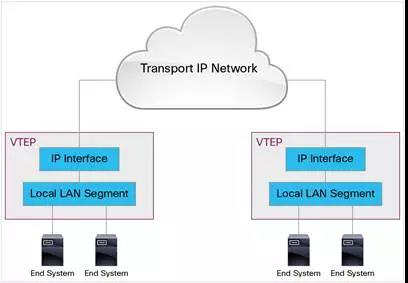 Transport IP Network
VTEP
IP Interface
Local LAN Segment
End System End System
VTEP
IP Interface
Local LAN Segment
End System End System